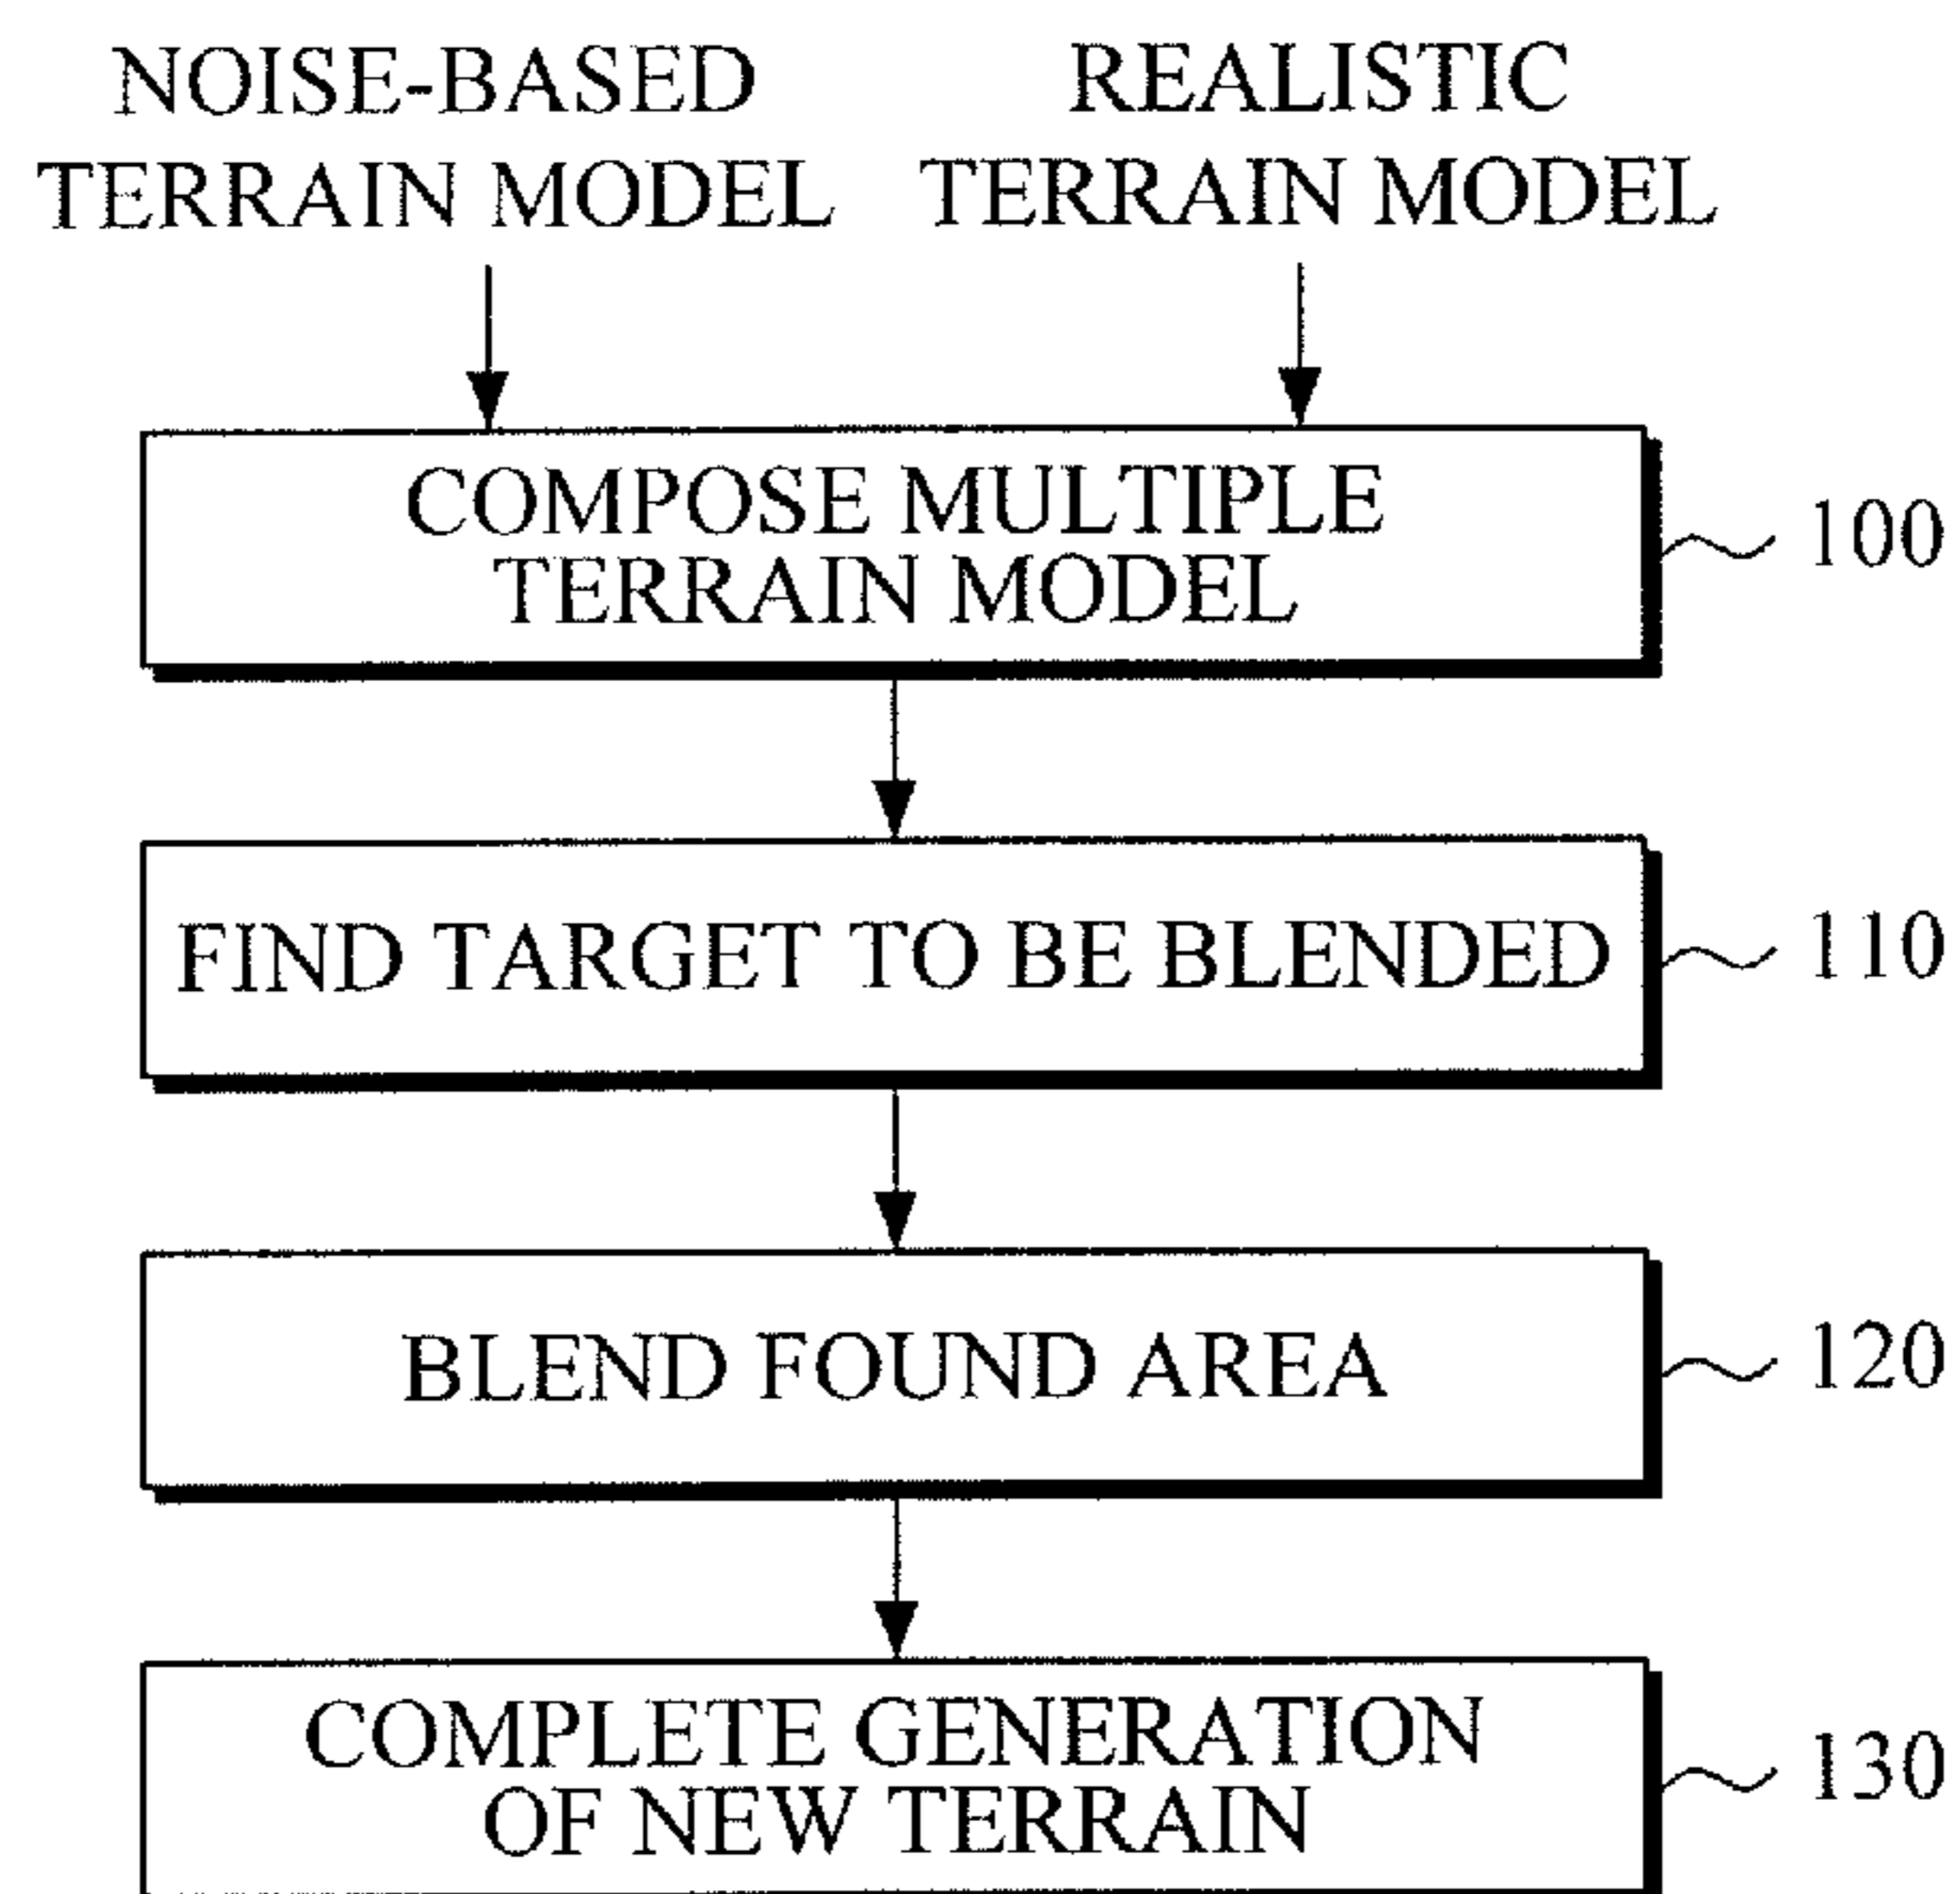 NOISE-BASED
TERRAIN MODEL
REALISTIC
TERRAIN MODEL
COMPOSE MULTIPLE
TERRAIN MODEL
100
FIND TARGET TO BE BLENDED
110
BLEND FOUND AREA
120
COMPLETE GENERATION
OF NEW TERRAIN
130